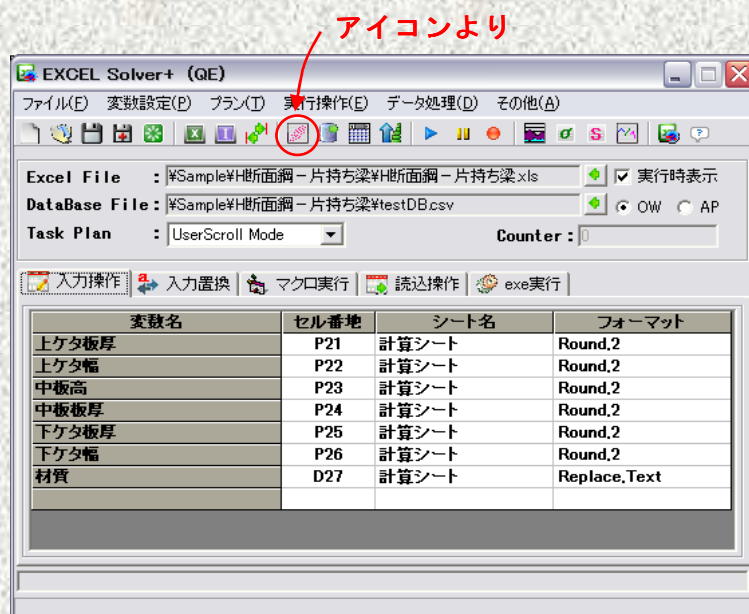 アイコンより
EXCEL Solver+ (QE)
ファイル(F) 変数設定(P) プラン(T) 実行操作(E) データ処理(D) その他(A)
Excel File : ¥Sample¥H断面鋼－片持ち梁¥H断面鋼－片持ち梁.xls 実行時表示
DataBase File : ¥Sample¥H断面鋼－片持ち梁¥testDB.csv OW AP
Task Plan : UserScroll Mode Counter : 0
入力操作 入力置換 マクロ実行 読込操作 exe実行
変数名 セル番地 シート名 フォーマット
上ケタ板厚 P21 計算シート Round,2
上ケタ幅 P22 計算シート Round,2
中板高 P23 計算シート Round,2
中板板厚 P24 計算シート Round,2
下ケタ板厚 P25 計算シート Round,2
下ケタ幅 P26 計算シート Round,2
材質 D27 計算シート Replace,Text